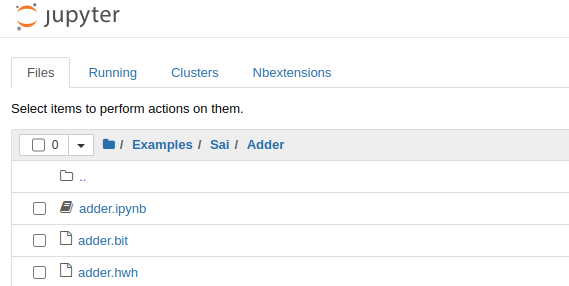 jupyter
Files Running Clusters Nbextensions
Select items to perform actions on them.
0 / Examples / Sai / Adder
..
adder.ipynb
adder.bit
adder.hwh